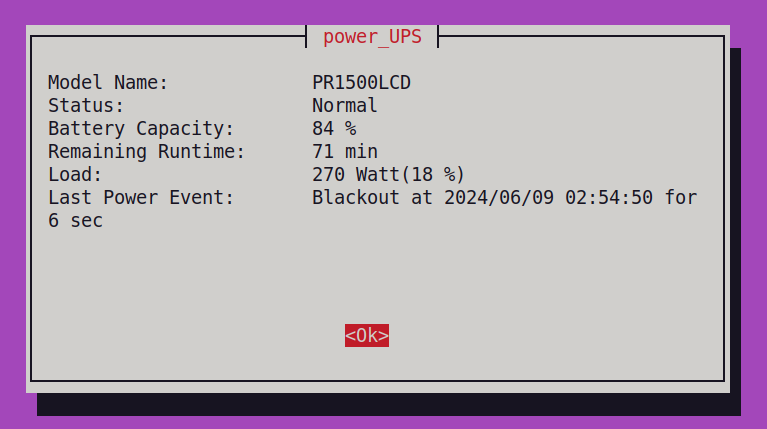 power_UPS
Model Name: PR1500LCD
Status: Normal
Battery Capacity: 84 %
Remaining Runtime: 71 min
Load: 270 Watt(18 %)
Last Power Event: Blackout at 2024/06/09 02:54:50 for
6 sec
<Ok>